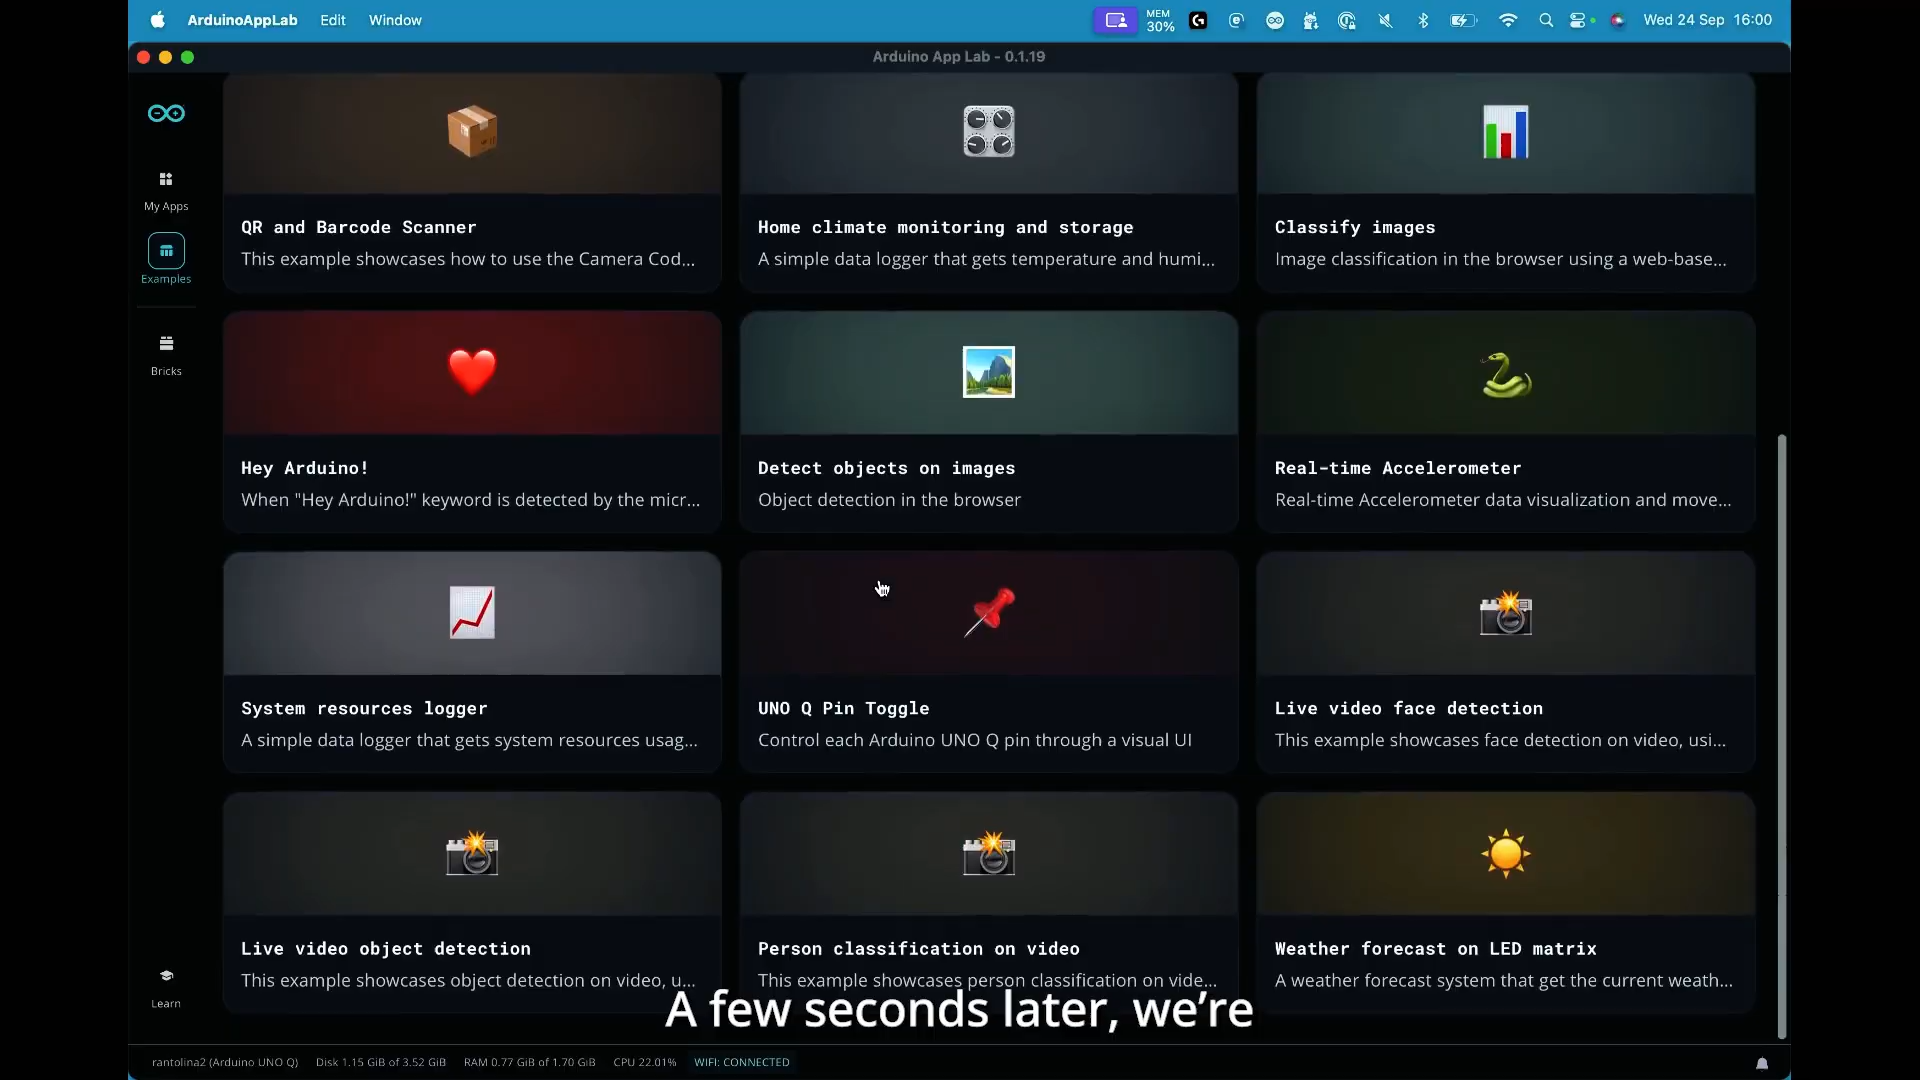 ArduinoAppLab Edit Window
MEM
30%
Wed 24 Sep 16:00
Arduino App Lab - 0.1.19
My Apps
Examples
Bricks
Learn
QR and Barcode Scanner
This example showcases how to use the Camera Cod...
Home climate monitoring and storage
A simple data logger that gets temperature and humi...
Classify images
Image classification in the browser using a web-base...
Hey Arduino!
When "Hey Arduino!" keyword is detected by the micr...
Detect objects on images
Object detection in the browser
Real-time Accelerometer
Real-time Accelerometer data visualization and move...
System resources logger
A simple data logger that gets system resources usag...
UNO Q Pin Toggle
Control each Arduino UNO Q pin through a visual UI
Live video face detection
This example showcases face detection on video, usi...
Live video object detection
This example showcases object detection on video, u...
Person classification on video
This example showcases person classification on vide...
Weather forecast on LED matrix
A weather forecast system that get the current weath...
A few seconds later, we’re
rantolina2 (Arduino UNO Q) Disk 1.15 GiB of 3.52 GiB RAM 0.77 GiB of 1.70 GiB CPU 22.01% WIFI: CONNECTED